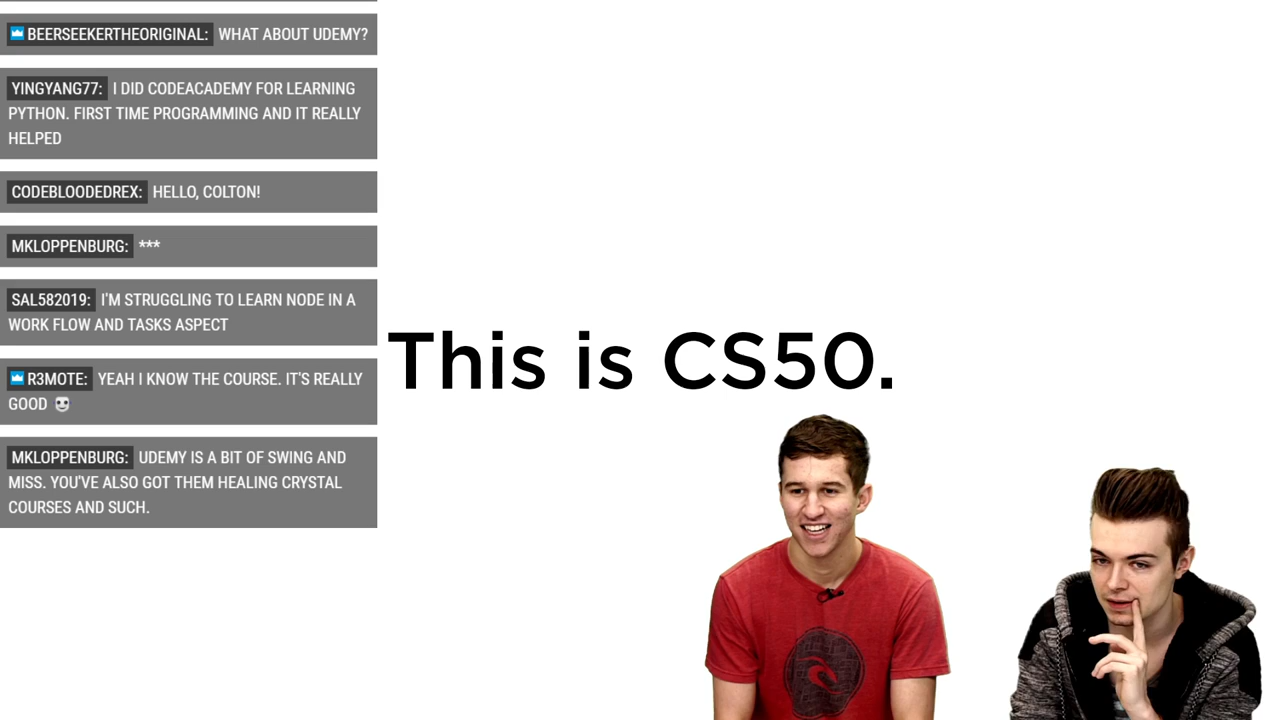 BEERSEEKERTHEORIGINAL: WHAT ABOUT UDEMY?
YINGYANG77: I DID CODEACADEMY FOR LEARNING
PYTHON. FIRST TIME PROGRAMMING AND IT REALLY
HELPED
CODEBLOODEDREX: HELLO, COLTON!
MKLOPPENBURG: ***
SAL582019: I'M STRUGGLING TO LEARN NODE IN A
WORK FLOW AND TASKS ASPECT
R3MOTE: YEAH I KNOW THE COURSE. IT'S REALLY
GOOD
MKLOPPENBURG: UDEMY IS A BIT OF SWING AND
MISS. YOU'VE ALSO GOT THEM HEALING CRYSTAL
COURSES AND SUCH.
This is CS50.